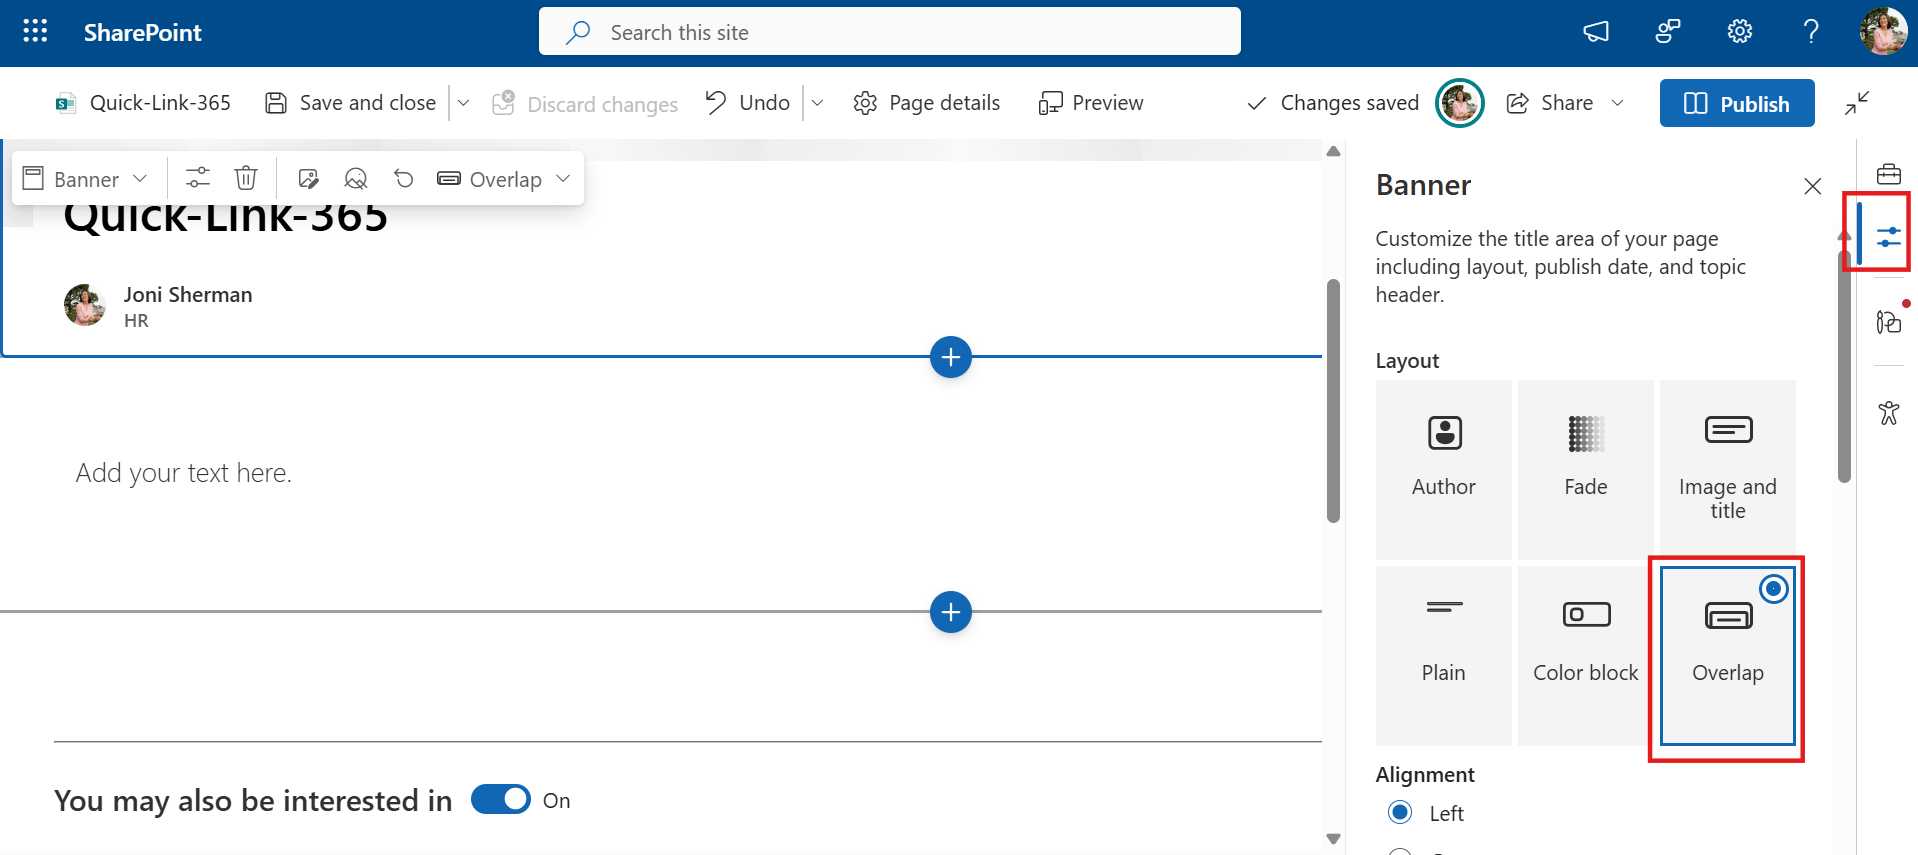 SharePoint
Search this site
Quick-Link-365
Save and close
Discard changes
Undo
Page details
Preview
Changes saved
Share
Publish
Banner
Overlap
Quick-Link-365
Joni Sherman
HR
Add your text here.
You may also be interested in
On
Banner
Customize the title area of your page
including layout, publish date, and topic
header.
Layout
Author
Fade
Image and
title
Plain
Color block
Overlap
Alignment
Left